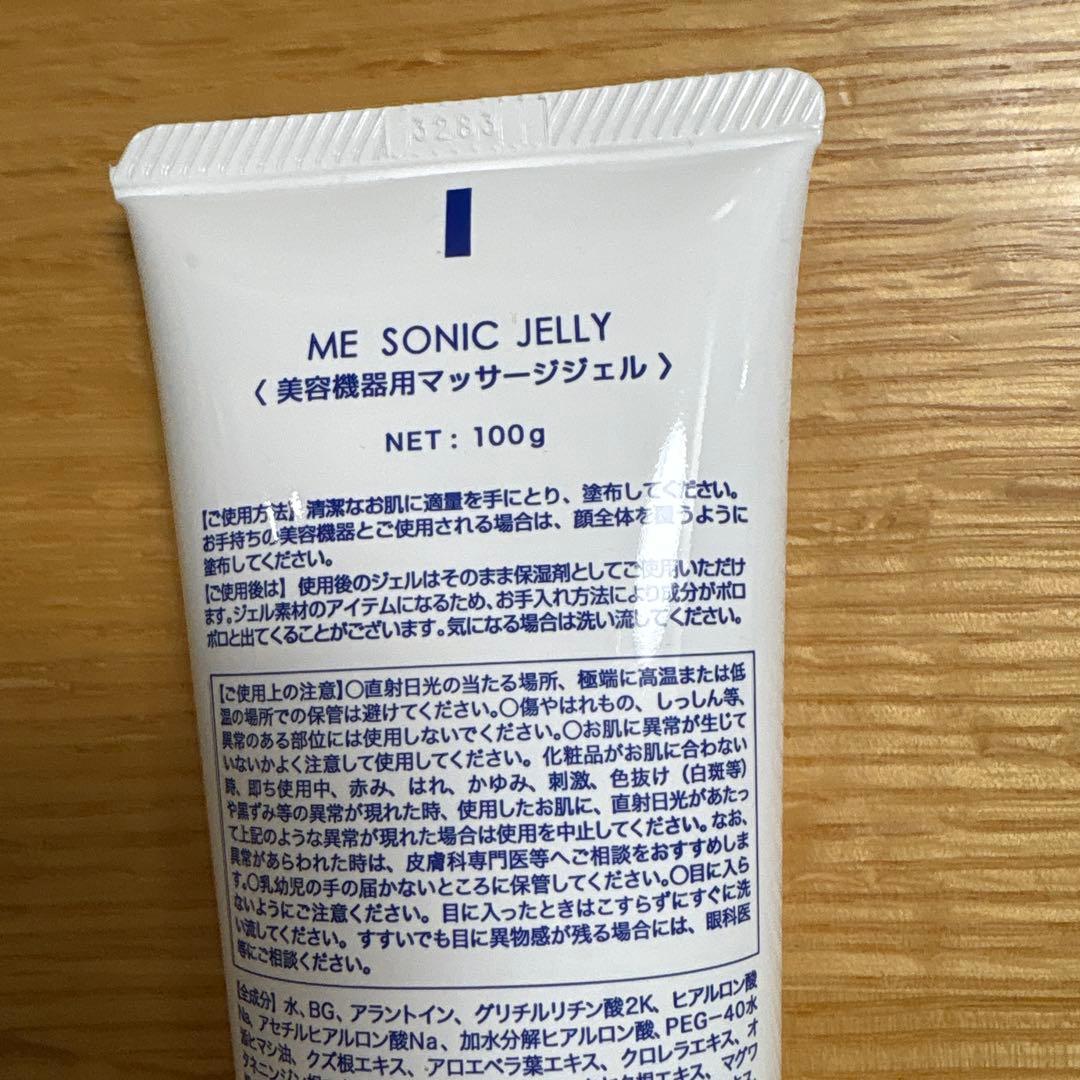 3283
ME SONIC JELLY
〈 美容機器用マッサージジェル 〉
NET : 100g
【ご使用方法】清潔なお肌に適量を手にとり、塗布してください。
お手持ちの美容機器とご使用される場合は、顔全体を覆うように
塗布してください。
【ご使用後は】使用後のジェルはそのまま保湿剤としてご使用いただけ
ます。ジェル素材のアイテムになるため、お手入れ方法により成分がポロ
ポロと出てくることがございます。気になる場合は洗い流してください。
【ご使用上の注意】〇直射日光の当たる場所、極端に高温または低
温の場所での保管は避けてください。〇傷やはれもの、しっしん等、
異常のある部位には使用しないでください。〇お肌に異常が生じて
いないかよく注意して使用してください。化粧品がお肌に合わない
時、即ち使用中、赤み、はれ、かゆみ、刺激、色抜け（白斑等）
や黒ずみ等の異常が現れた時、使用したお肌に、直射日光があたっ
て上記のような異常が現れた場合は使用を中止してください。なお、
異常があらわれた時は、皮膚科専門医等へご相談をおすすめしま
す。〇乳幼児の手の届かないところに保管してください。〇目に入ら
ないようにご注意ください。目に入ったときはこすらずにすぐに洗
い流してください。すすいでも目に異物感が残る場合には、眼科医
等にご相談ください。
【全成分】水、BG、アラントイン、グリチルリチン酸2K、ヒアルロン酸
Na、アセチルヒアルロン酸Na、加水分解ヒアルロン酸、PEG－40水
添ヒマシ油、クズ根エキス、アロエベラ葉エキス、クロレラエキス、オ
タネニンジン根
根エキス、マグワ